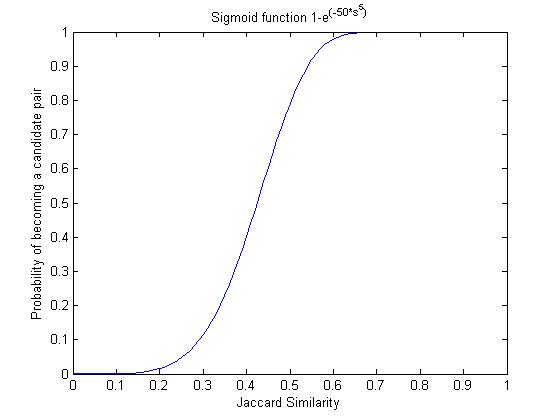 Sigmoid function 1-e(-50*s5)
Probability of becoming a candidate pair
1
0.9
0.8
0.7
0.6
0.5
0.4
0.3
0.2
0.1
0
0 0.1 0.2 0.3 0.4 0.5 0.6 0.7 0.8 0.9 1
Jaccard Similarity